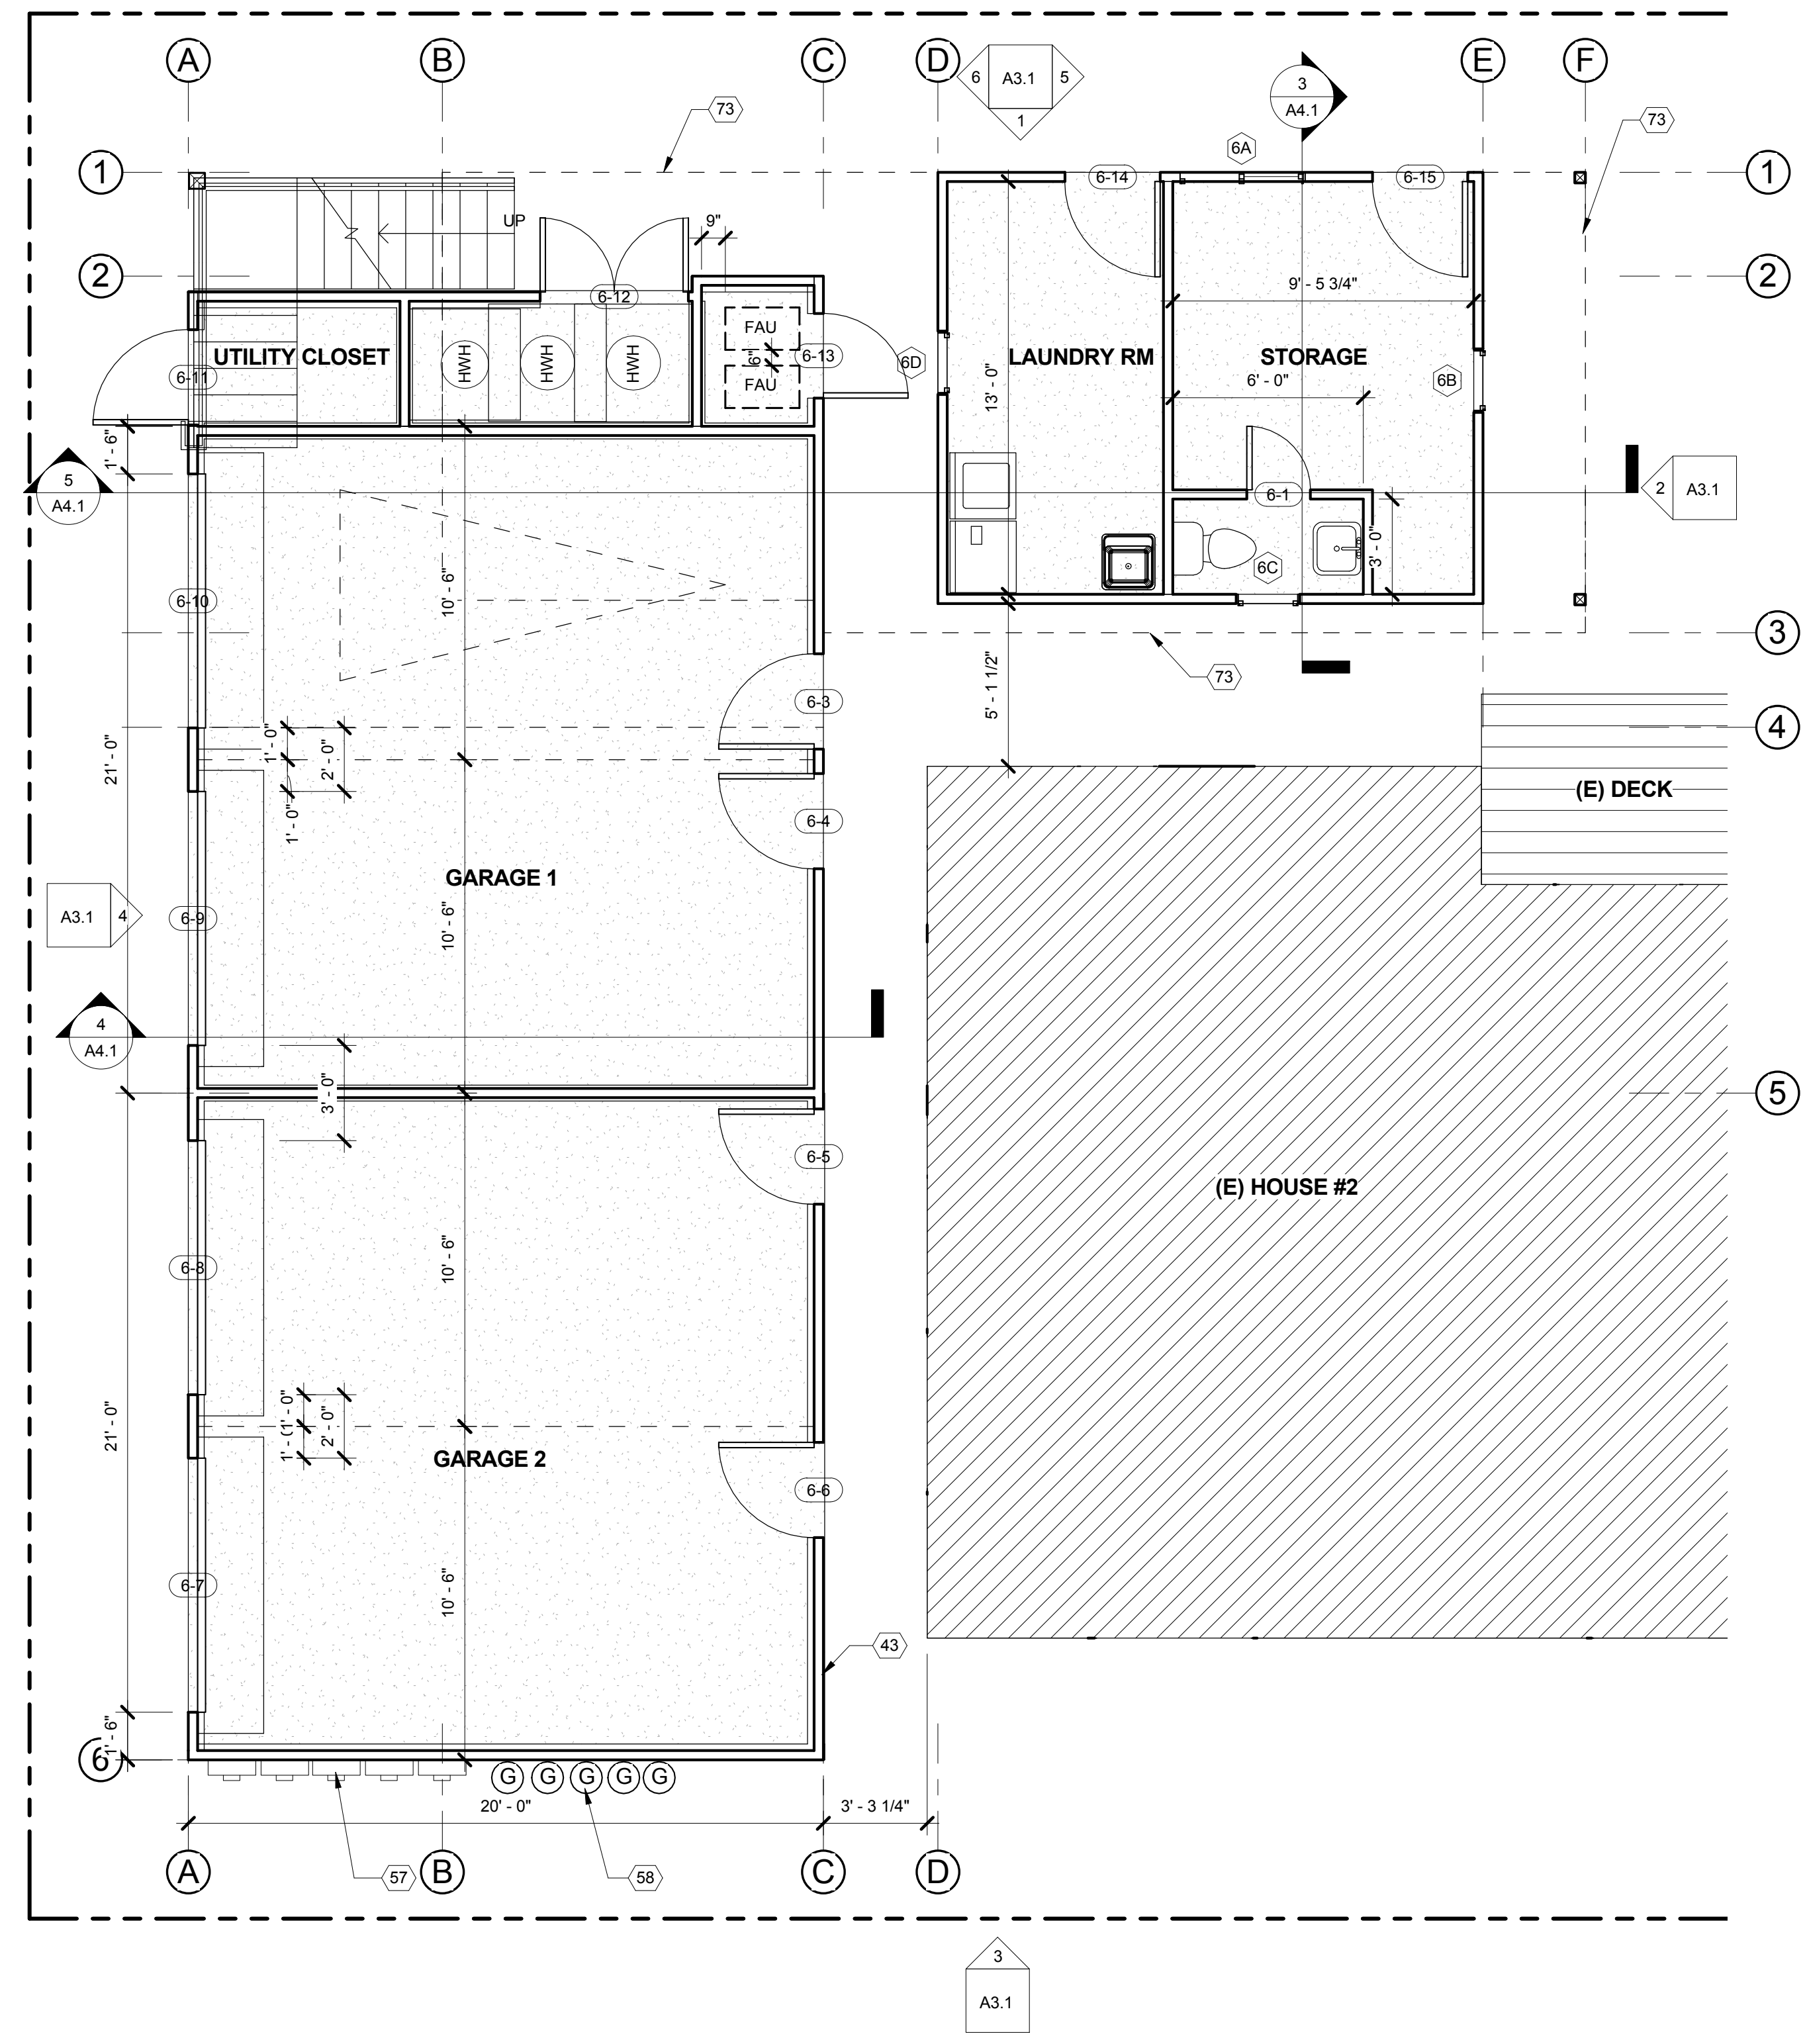 A
B
C
D
E
F
6
A3.1
5
1
3
A4.1
73
73
6A
1
6-14
6-15
1
UP
9"
2
6-12
9' - 5 3/4"
2
FAU
6"
FAU
6-13
6-11
UTILITY CLOSET
HWH
HWH
HWH
6D
LAUNDRY RM
STORAGE
6' - 0"
6B
13' - 0"
1' - 6"
5
A4.1
6-1
2
A3.1
3' - 0"
6C
10' - 6"
6-10
3
5' - 1 1/2"
73
6-3
4
1' - 0"
2' - 0"
21' - 0"
1' - 0"
6-4
(E) DECK
GARAGE 1
A3.1
4
6-9
10' - 6"
4
A4.1
3' - 0"
5
6-5
(E) HOUSE #2
10' - 6"
6-8
1' - 0"
1' - 0"
2' - 0"
21' - 0"
GARAGE 2
6-6
6-7
10' - 6"
43
1' - 6"
6
G
G
G
G
G
20' - 0"
3' - 3 1/4"
A
57
B
58
C
D
3
A3.1